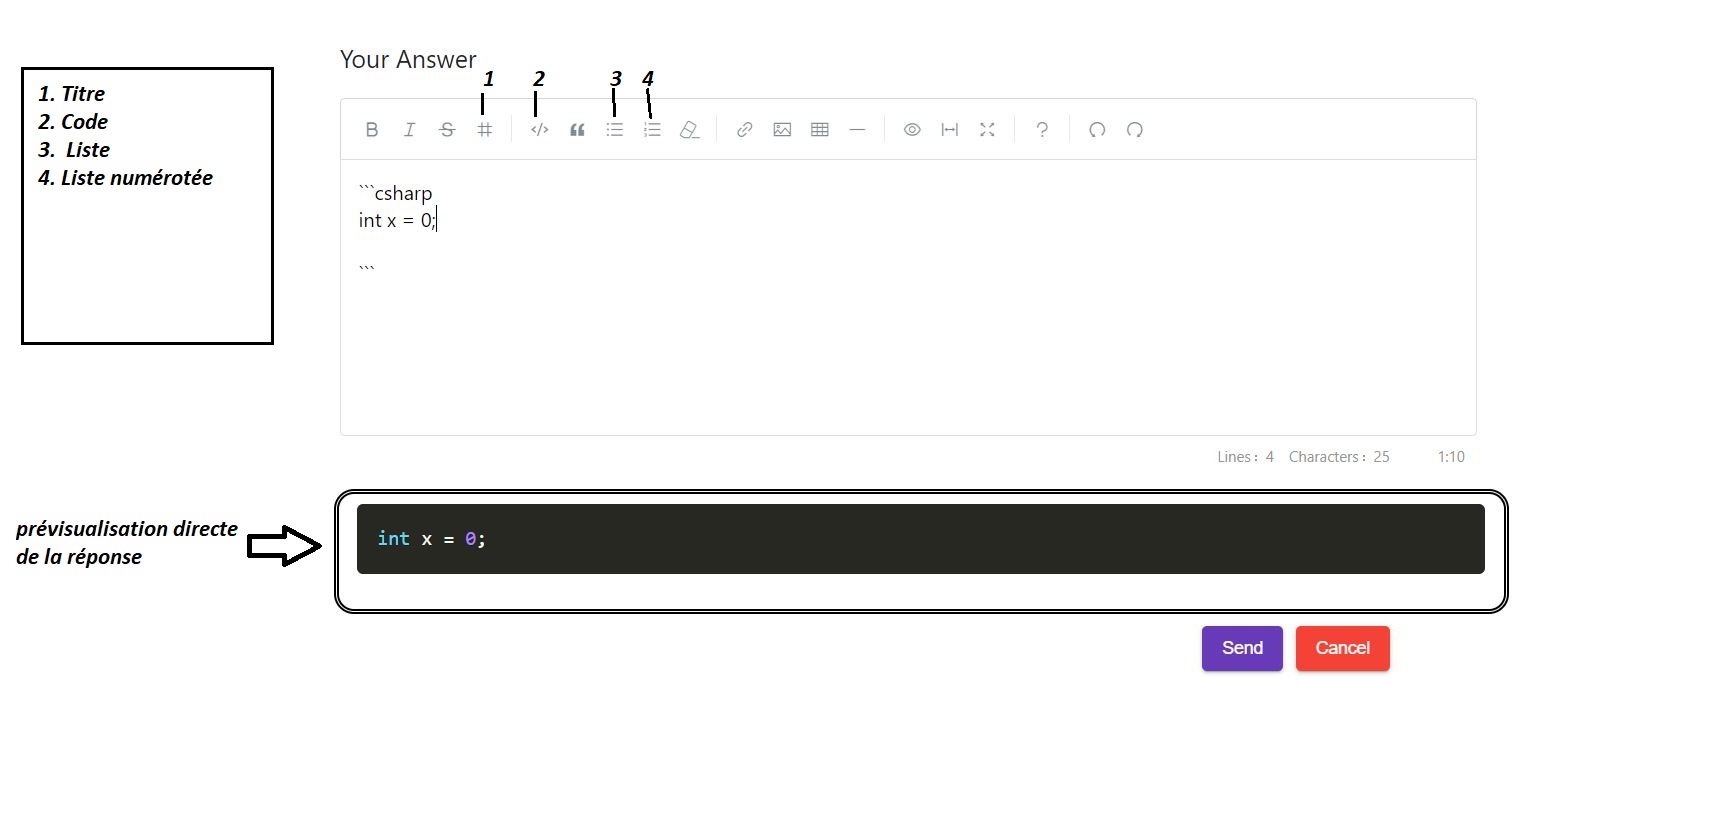 Your Answer
1 2 3 4
1. Titre
2. Code
3. Liste
4. Liste numérotée
```csharp
int x = 0;
```
Lines: 4 Characters: 25 1:10
prévisualisation directe
de la réponse
int x = 0;
Send Cancel